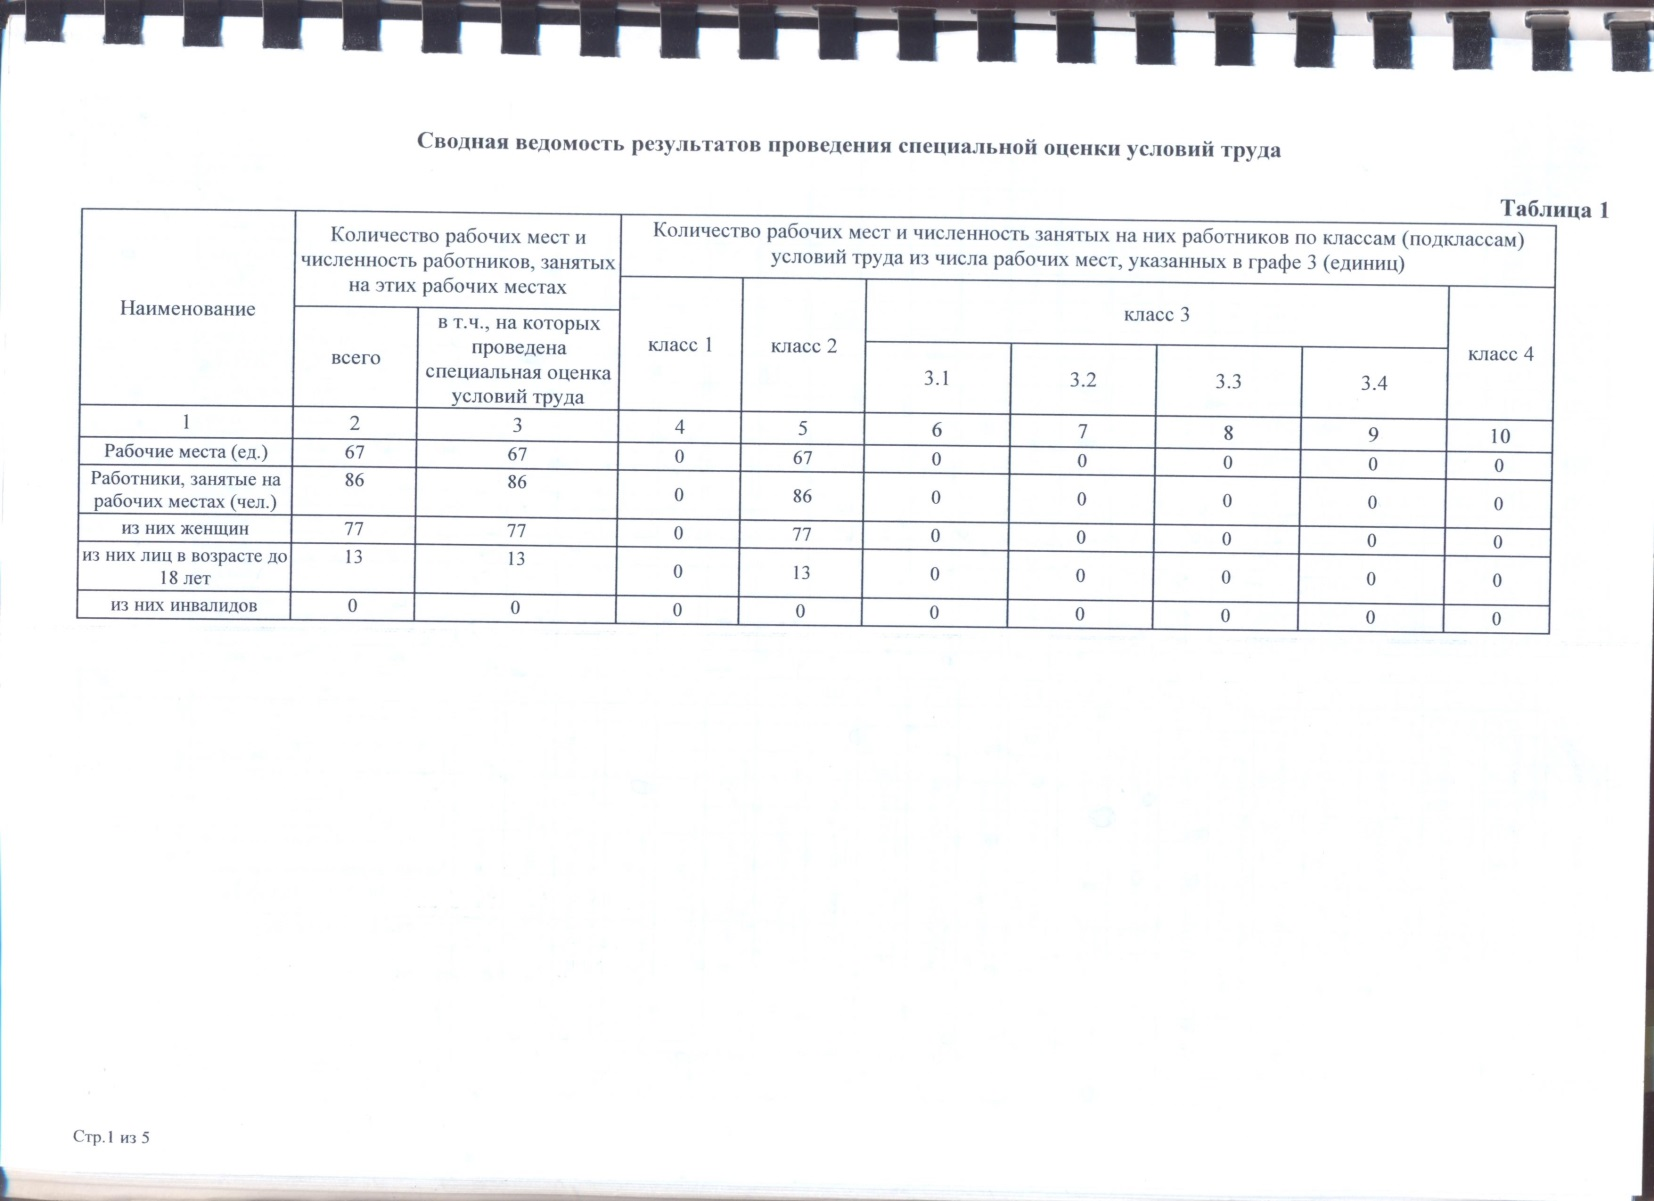 Сводная ведомость результатов проведения специальной оценки условий труда
Таблица 1
Наименование
Количество рабочих мест и
численность работников, занятых
на этих рабочих местах
Количество рабочих мест и численность занятых на них работников по классам (подклассам)
условий труда из числа рабочих мест, указанных в графе 3 (единиц)
всего
в т.ч., на которых
проведена
специальная оценка
условий труда
класс 1
класс 2
класс 3
класс 4
3.1 3.2 3.3 3.4
1 2 3 4 5 6 7 8 9 10
Рабочие места (ед.) 67 67 0 67 0 0 0 0 0
Работники, занятые на
рабочих местах (чел.) 86 86 0 86 0 0 0 0 0
из них женщин 77 77 0 77 0 0 0 0 0
из них лиц в возрасте до
18 лет 13 13 0 13 0 0 0 0 0
из них инвалидов 0 0 0 0 0 0 0 0 0
Стр.1 из 5